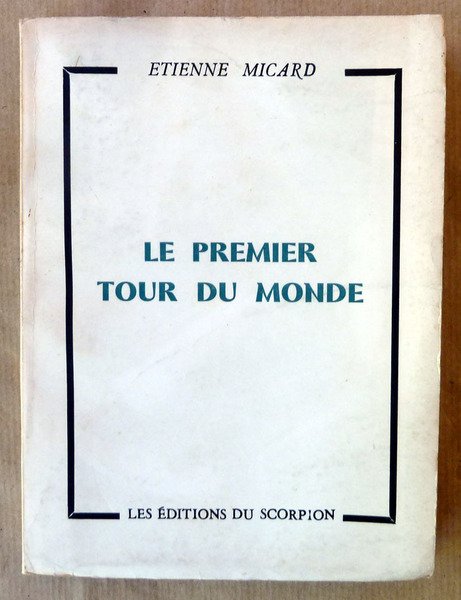 ETIENNE MICARD
LE PREMIER
TOUR DU MONDE
LES ÉDITIONS DU SCORPION